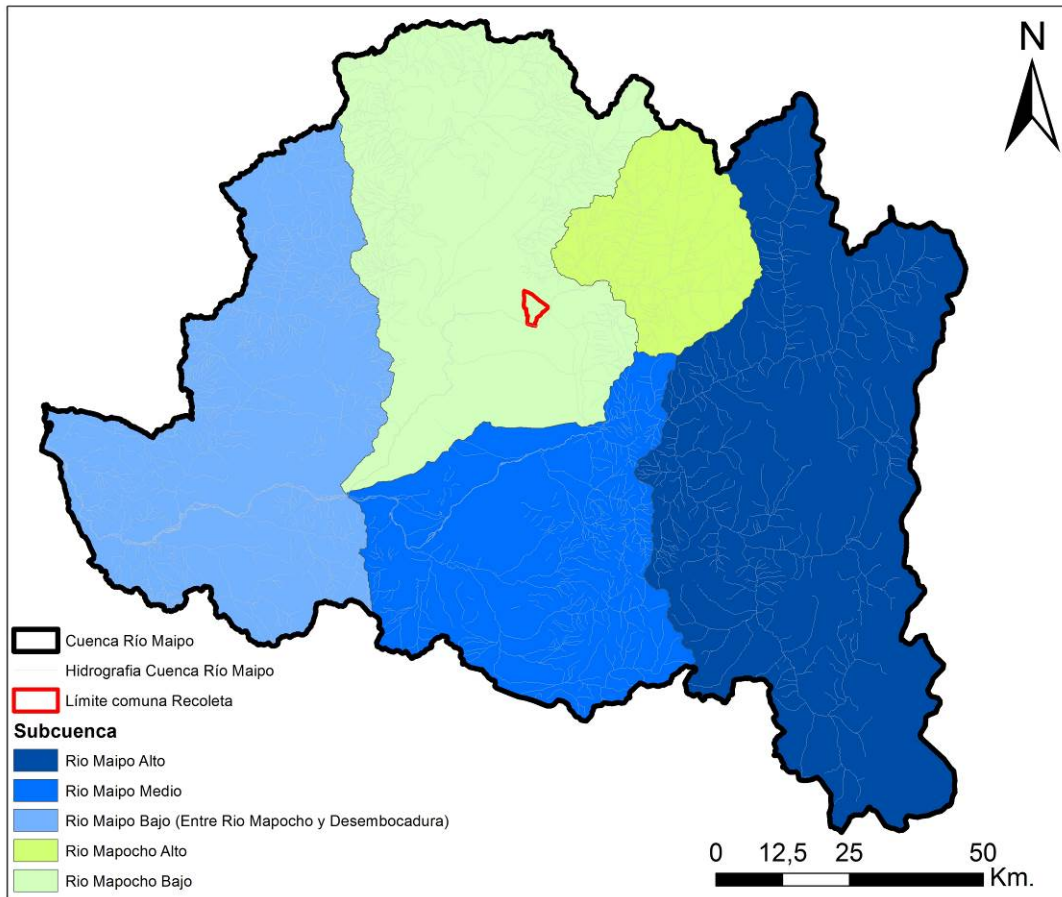 N
Cuenca Río Maipo
Hidrografia Cuenca Río Maipo
Límite comuna Recoleta
Subcuenca
Rio Maipo Alto
Rio Maipo Medio
Rio Maipo Bajo (Entre Rio Mapocho y Desembocadura)
Rio Mapocho Alto
Rio Mapocho Bajo
0 12,5 25 50
Km.